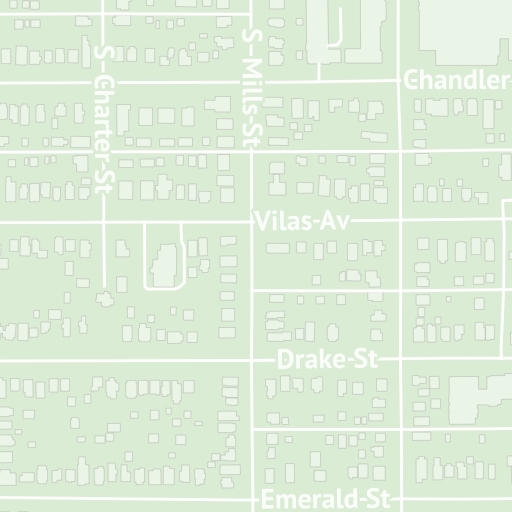 S-Charter-St
S-Mills-St
Chandler-
Vilas-Av
Drake-St
Emerald-St